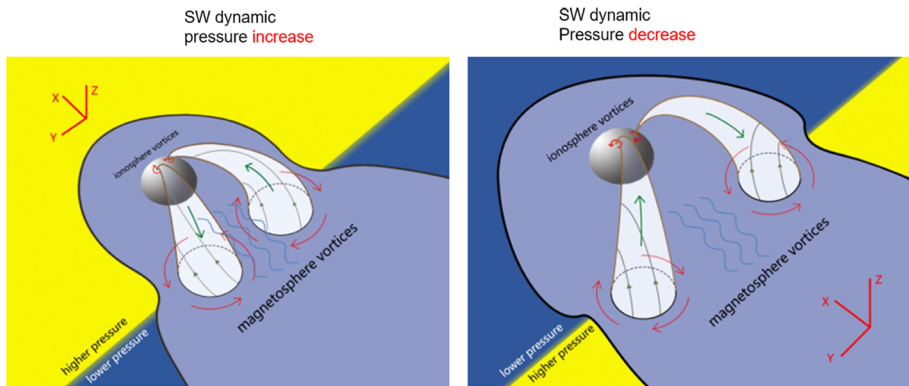 SW dynamic
pressure increase
SW dynamic
Pressure decrease
X
Z
Y
ionosphere vortices
magnetosphere vortices
higher pressure
lower pressure
ionosphere vortices
magnetosphere vortices
X
Z
Y
lower pressure
higher pressure